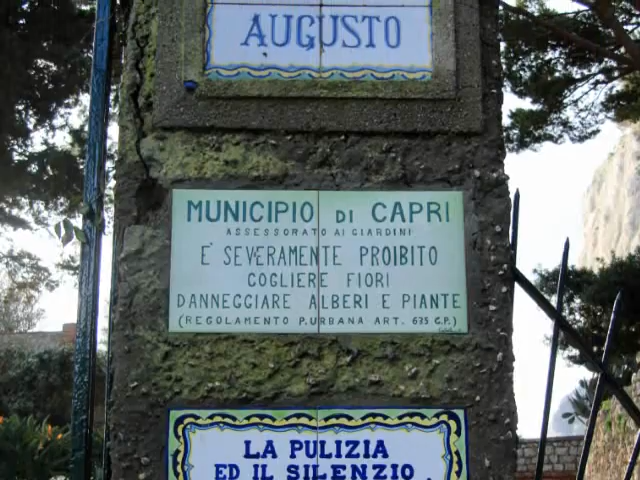 AUGUSTO
MUNICIPIO DI CAPRI
ASSESSORATO AI GIARDINI
E' SEVERAMENTE PROIBITO
COGLIERE FIORI
DANNEGGIARE ALBERI E PIANTE
(REGOLAMENTO P. URBANA ART. 635 C.P.)
LA PULIZIA
ED IL SILENZIO